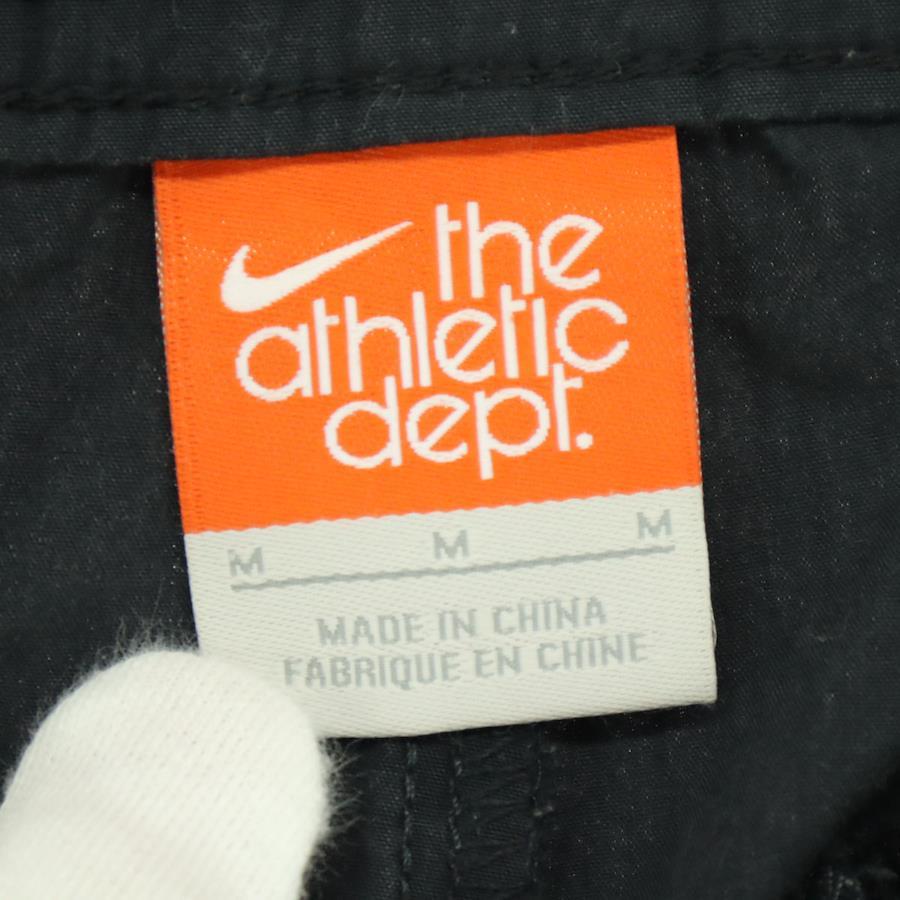 the
athletic
dept.
M M M
MADE IN CHINA
FABRIQUE EN CHINE